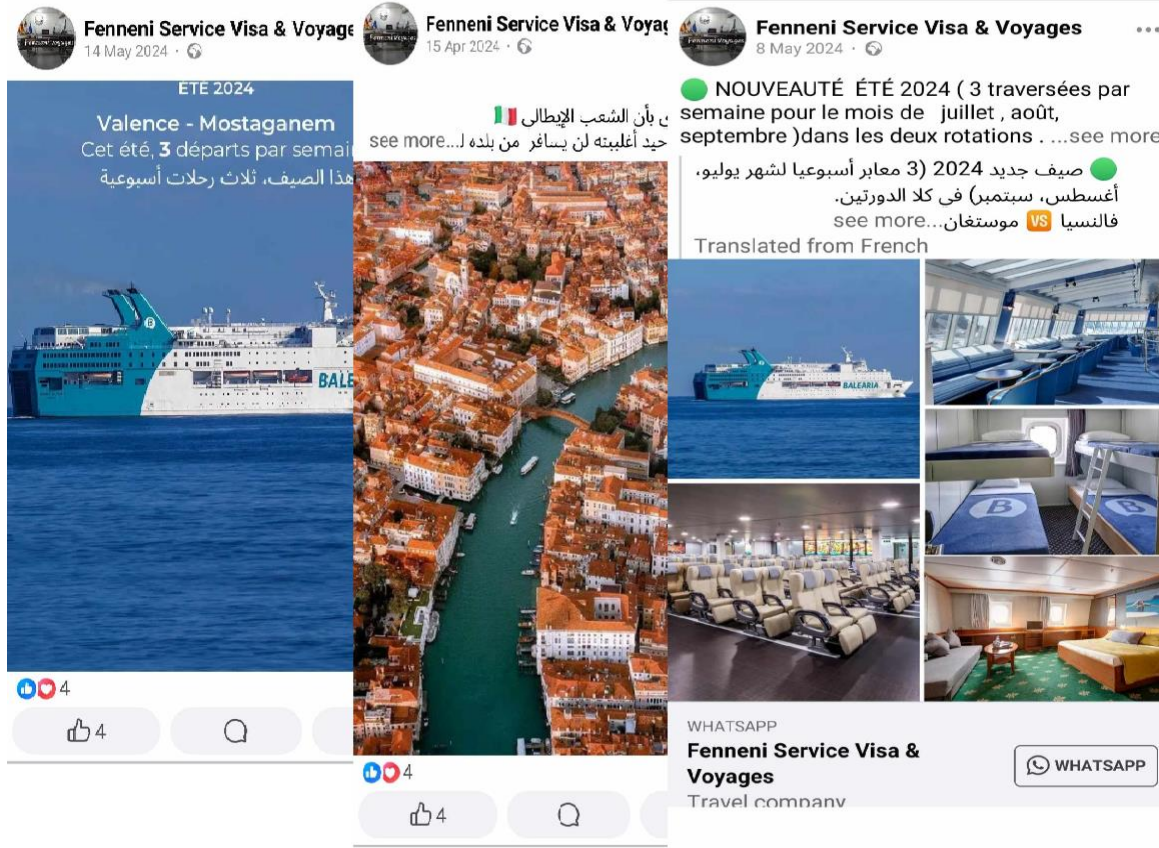 Fenneni Service Visa & Voyage
14 May 2024
ÉTÉ 2024
Valence - Mostaganem
Cet été, 3 départs par semai
هذا الصيف، ثلاث رحلات أسبوعية
B
BALE
4
4
Fenneni Service Visa & Voyag
15 Apr 2024
ى بأن الشعب الإيطالي 🇮🇹
حيد أغلبيته لن يسافر من بلده لـ...see more
4
4
Fenneni Service Visa & Voyages
8 May 2024
🟢 NOUVEAUTÉ ÉTÉ 2024 ( 3 traversées par
semaine pour le mois de juillet , août,
septembre )dans les deux rotations . ...see more
🟢 صيف جديد 2024 (3 معابر أسبوعيا لشهر يوليو،
أغسطس، سبتمبر) في كلا الدورتين.
فالنسيا 🆚 موستغان...see more
Translated from French
BALEARIA
B
B
WHATSAPP
Fenneni Service Visa &
Voyages
WHATSAPP
Travel company